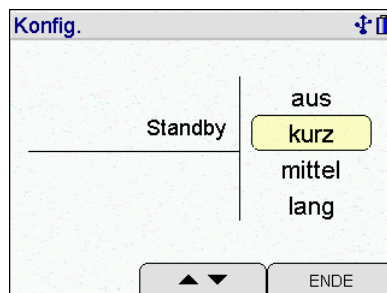 Konfig.
aus
Standby
kurz
mittel
lang
▲ ▼
ENDE